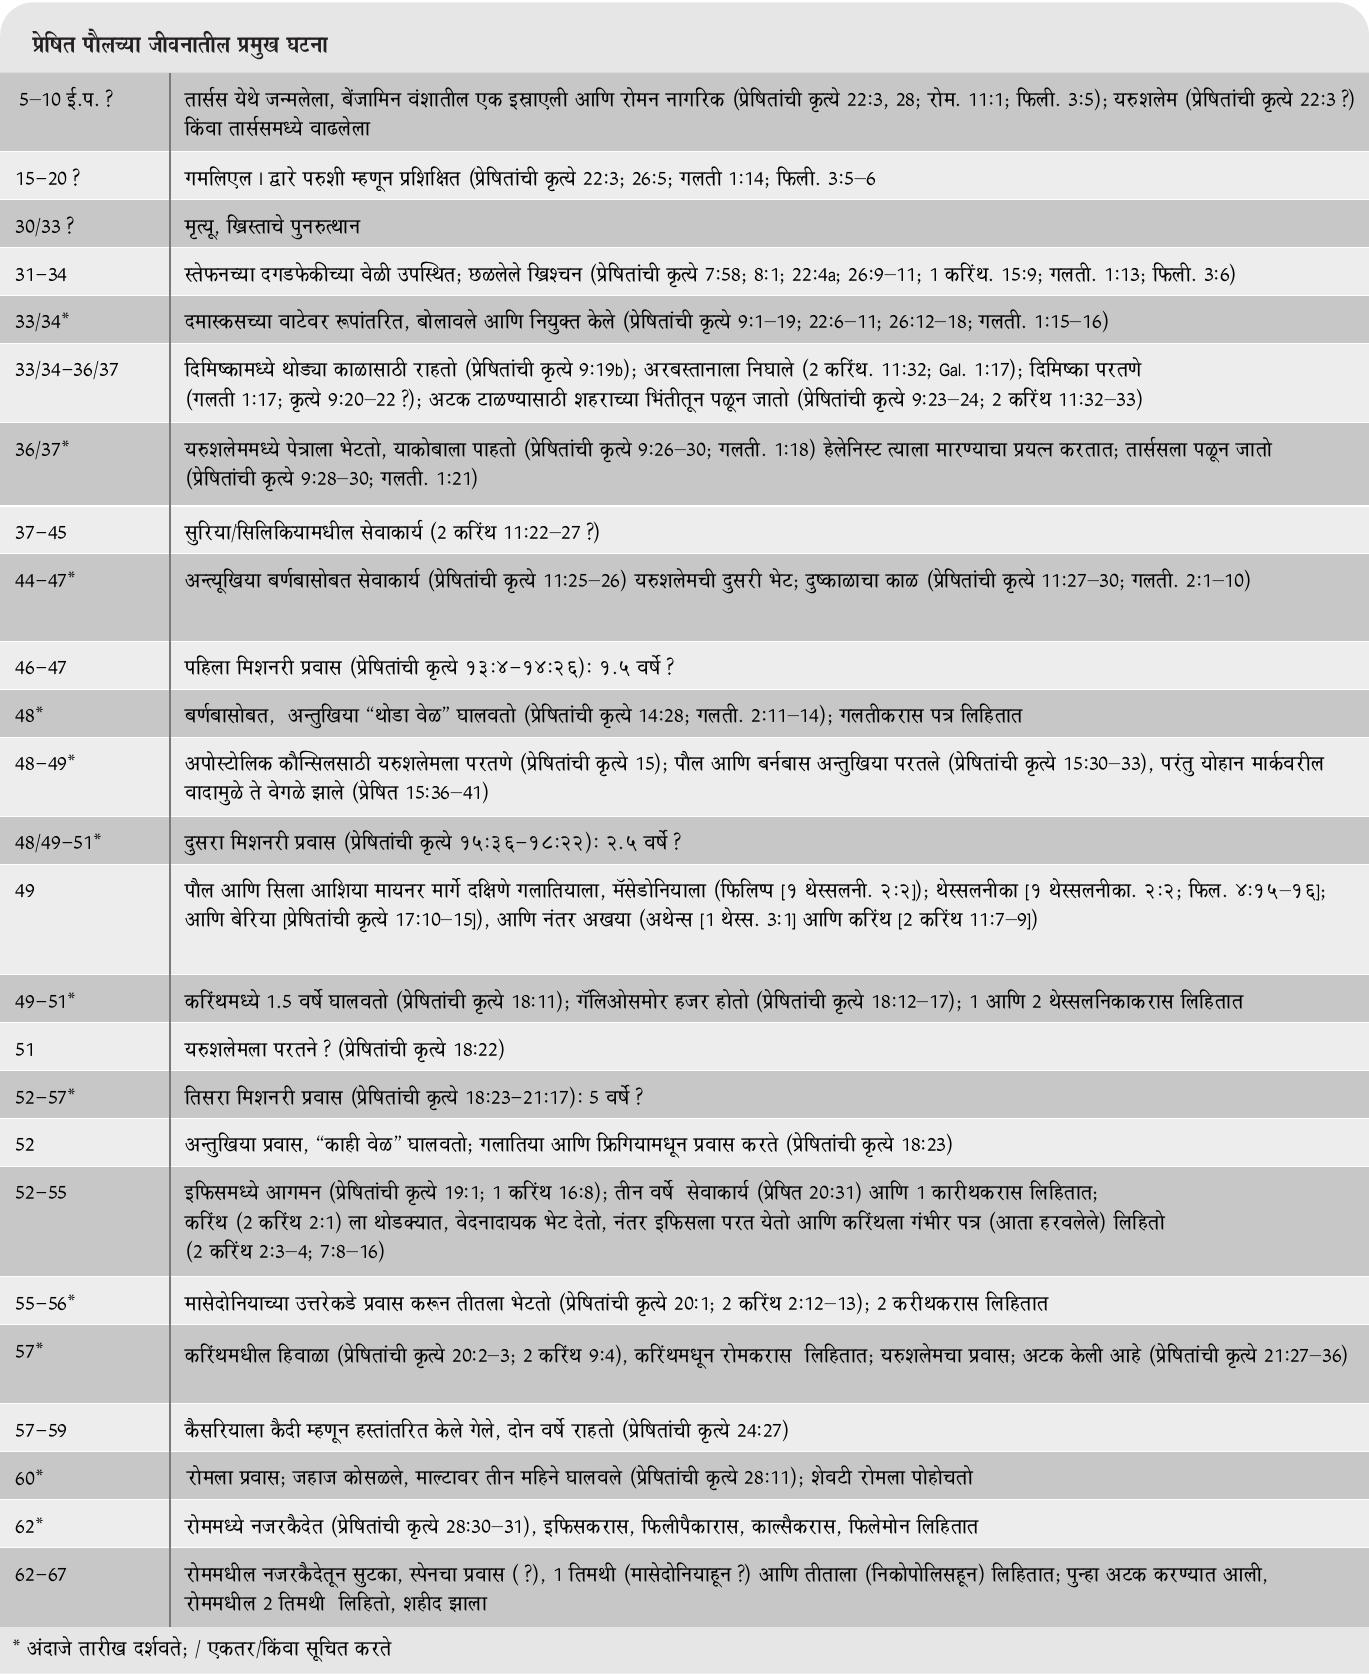 प्रेषित पौलच्या जीवनातील प्रमुख घटना
5–10 ई.प. ?
तार्सस येथे जन्मलेला, बेंजामिन वंशातील एक इस्राएली आणि रोमन नागरिक (प्रेषितांची कृत्ये 22:3, 28; रोम. 11:1; फिली. 3:5); यरुशलेम (प्रेषितांची कृत्ये 22:3 ?)
किंवा तार्ससमध्ये वाढलेला
15–20 ?
गमलिएल I द्वारे परुशी म्हणून प्रशिक्षित (प्रेषितांची कृत्ये 22:3; 26:5; गलती 1:14; फिली. 3:5–6
30/33 ?
मृत्यू, ख्रिस्ताचे पुनरुत्थान
31–34
स्तेफनच्या दगडफेकीच्या वेळी उपस्थित; छळलेले ख्रिश्चन (प्रेषितांची कृत्ये 7:58; 8:1; 22:4a; 26:9–11; 1 करिंथ. 15:9; गलती. 1:13; फिली. 3:6)
33/34*
दमास्कसच्या वाटेवर रूपांतरित, बोलावले आणि नियुक्त केले (प्रेषितांची कृत्ये 9:1–19; 22:6–11; 26:12–18; गलती. 1:15–16)
33/34–36/37
दिमिष्कामध्ये थोड्या काळासाठी राहतो (प्रेषितांची कृत्ये 9:19b); अरबस्तानाला निघाले (2 करिंथ. 11:32; Gal. 1:17); दिमिष्का परतणे
(गलती 1:17; कृत्ये 9:20–22 ?); अटक टाळण्यासाठी शहराच्या भिंतीतून पळून जातो (प्रेषितांची कृत्ये 9:23–24; 2 करिंथ 11:32–33)
36/37*
यरुशलेममध्ये पेत्राला भेटतो, याकोबाला पाहतो (प्रेषितांची कृत्ये 9:26–30; गलती. 1:18) हेलेनिस्ट त्याला मारण्याचा प्रयत्न करतात; तार्ससला पळून जातो
(प्रेषितांची कृत्ये 9:28–30; गलती. 1:21)
37–45
सुरिया/सिलिकियामधील सेवाकार्य (2 करिंथ 11:22–27 ?)
44–47*
अन्त्यूखिया बर्णबासोबत सेवाकार्य (प्रेषितांची कृत्ये 11:25–26) यरुशलेमची दुसरी भेट; दुष्काळाचा काळ (प्रेषितांची कृत्ये 11:27–30; गलती. 2:1–10)
46–47
पहिला मिशनरी प्रवास (प्रेषितांची कृत्ये १३:४–१४:२६): १.५ वर्षे ?
48*
बर्णबासोबत, अन्तुखिया “थोडा वेळ” घालवतो (प्रेषितांची कृत्ये 14:28; गलती. 2:11–14); गलतीकरास पत्र लिहितात
48–49*
अपोस्टोलिक कौन्सिलसाठी यरुशलेमला परतणे (प्रेषितांची कृत्ये 15); पौल आणि बर्नबास अन्तुखिया परतले (प्रेषितांची कृत्ये 15:30–33), परंतु योहान मार्कवरील
वादामुळे ते वेगळे झाले (प्रेषित 15:36–41)
48/49–51*
दुसरा मिशनरी प्रवास (प्रेषितांची कृत्ये १५:३६–१८:२२): २.५ वर्षे ?
49
पौल आणि सिला आशिया मायनर मार्गे दक्षिणे गलातियाला, मॅसेडोनियाला (फिलिप्प [१ थेस्सलनी. २:२]); थेस्सलनीका [१ थेस्सलनीका. २:२; फिल. ४:१५–१६];
आणि बेरिया [प्रेषितांची कृत्ये 17:10–15]), आणि नंतर अखया (अथेन्स [1 थेस्स. 3:1] आणि करिंथ [2 करिंथ 11:7–9])
49–51*
करिंथमध्ये 1.5 वर्षे घालवतो (प्रेषितांची कृत्ये 18:11); गॅलिओसमोर हजर होतो (प्रेषितांची कृत्ये 18:12–17); 1 आणि 2 थेस्सलनिकाकरास लिहितात
51
यरुशलेमला परतने ? (प्रेषितांची कृत्ये 18:22)
52–57*
तिसरा मिशनरी प्रवास (प्रेषितांची कृत्ये 18:23–21:17): 5 वर्षे ?
52
अन्तुखिया प्रवास, “काही वेळ” घालवतो; गलातिया आणि फ्रिगियामधून प्रवास करते (प्रेषितांची कृत्ये 18:23)
52–55
इफिसमध्ये आगमन (प्रेषितांची कृत्ये 19:1; 1 करिंथ 16:8); तीन वर्षे सेवाकार्य (प्रेषित 20:31) आणि 1 कारीथकरास लिहितात;
करिंथ (2 करिंथ 2:1) ला थोडक्यात, वेदनादायक भेट देतो, नंतर इफिसला परत येतो आणि करिंथला गंभीर पत्र (आता हरवलेले) लिहितो
(2 करिंथ 2:3–4; 7:8–16)
55–56*
मासेदोनियाच्या उत्तरेकडे प्रवास करून तीतला भेटतो (प्रेषितांची कृत्ये 20:1; 2 करिंथ 2:12–13); 2 करीथकरास लिहितात
57*
करिंथमधील हिवाळा (प्रेषितांची कृत्ये 20:2–3; 2 करिंथ 9:4), करिंथमधून रोमकरास लिहितात; यरुशलेमचा प्रवास; अटक केली आहे (प्रेषितांची कृत्ये 21:27–36)
57–59
कैसरियाला कैदी म्हणून हस्तांतरित केले गेले, दोन वर्षे राहतो (प्रेषितांची कृत्ये 24:27)
60*
रोमला प्रवास; जहाज कोसळले, माल्टावर तीन महिने घालवले (प्रेषितांची कृत्ये 28:11); शेवटी रोमला पोहोचतो
62*
रोममध्ये नजरकैदेत (प्रेषितांची कृत्ये 28:30–31), इफिसकरास, फिलीपैकारास, काल्सैकरास, फिलेमोन लिहितात
62–67
रोममधील नजरकैदेतून सुटका, स्पेनचा प्रवास (?), 1 तिमथी (मासेदोनियाहून ?) आणि तीताला (निकोपोलिसहून) लिहितात; पुन्हा अटक करण्यात आली,
रोममधील 2 तिमथी लिहितो, शहीद झाला
* अंदाजे तारीख दर्शवते; / एकतर/किंवा सूचित करते